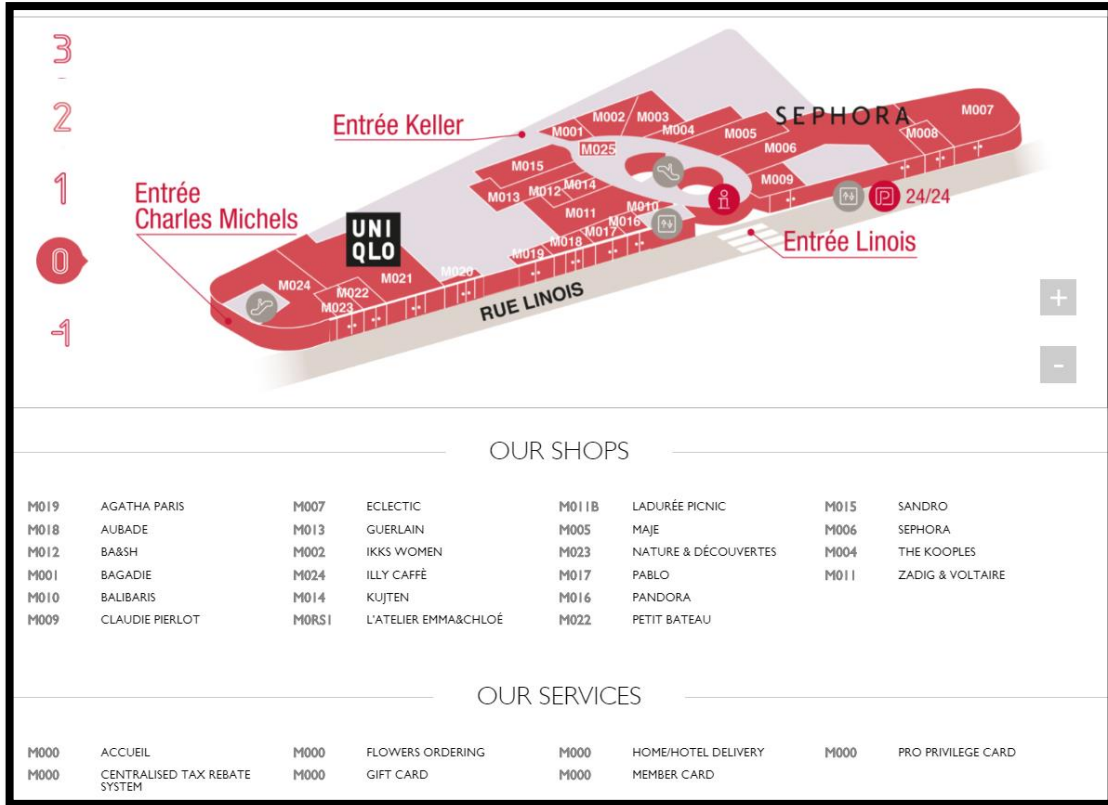 3
2
1
0
-1
Entrée Keller
Entrée
Charles Michels
UNI
QLO
SEPHORA
M007
M008
M002
M003
M001
M004
M005
M025
M006
M015
M009
M013
M012
M014
M011
M010
M016
M017
M018
M019
M020
M021
M024
M022
M023
24/24
Entrée Linois
RUE LINOIS
+
-
OUR SHOPS
M019 AGATHA PARIS
M018 AUBADE
M012 BA&SH
M001 BAGADIE
M010 BALIBARIS
M009 CLAUDIE PIERLOT
M007 ECLECTIC
M013 GUERLAIN
M002 IKKS WOMEN
M024 ILLY CAFFÈ
M014 KUJTEN
M0RS1 L'ATELIER EMMA&CHLOÉ
M011B LADURÉE PICNIC
M005 MAJE
M023 NATURE & DÉCOUVERTES
M017 PABLO
M016 PANDORA
M022 PETIT BATEAU
M015 SANDRO
M006 SEPHORA
M004 THE KOOPLES
M011 ZADIG & VOLTAIRE
OUR SERVICES
M000 ACCUEIL
M000 CENTRALISED TAX REBATE
SYSTEM
M000 FLOWERS ORDERING
M000 GIFT CARD
M000 HOME/HOTEL DELIVERY
M000 MEMBER CARD
M000 PRO PRIVILEGE CARD